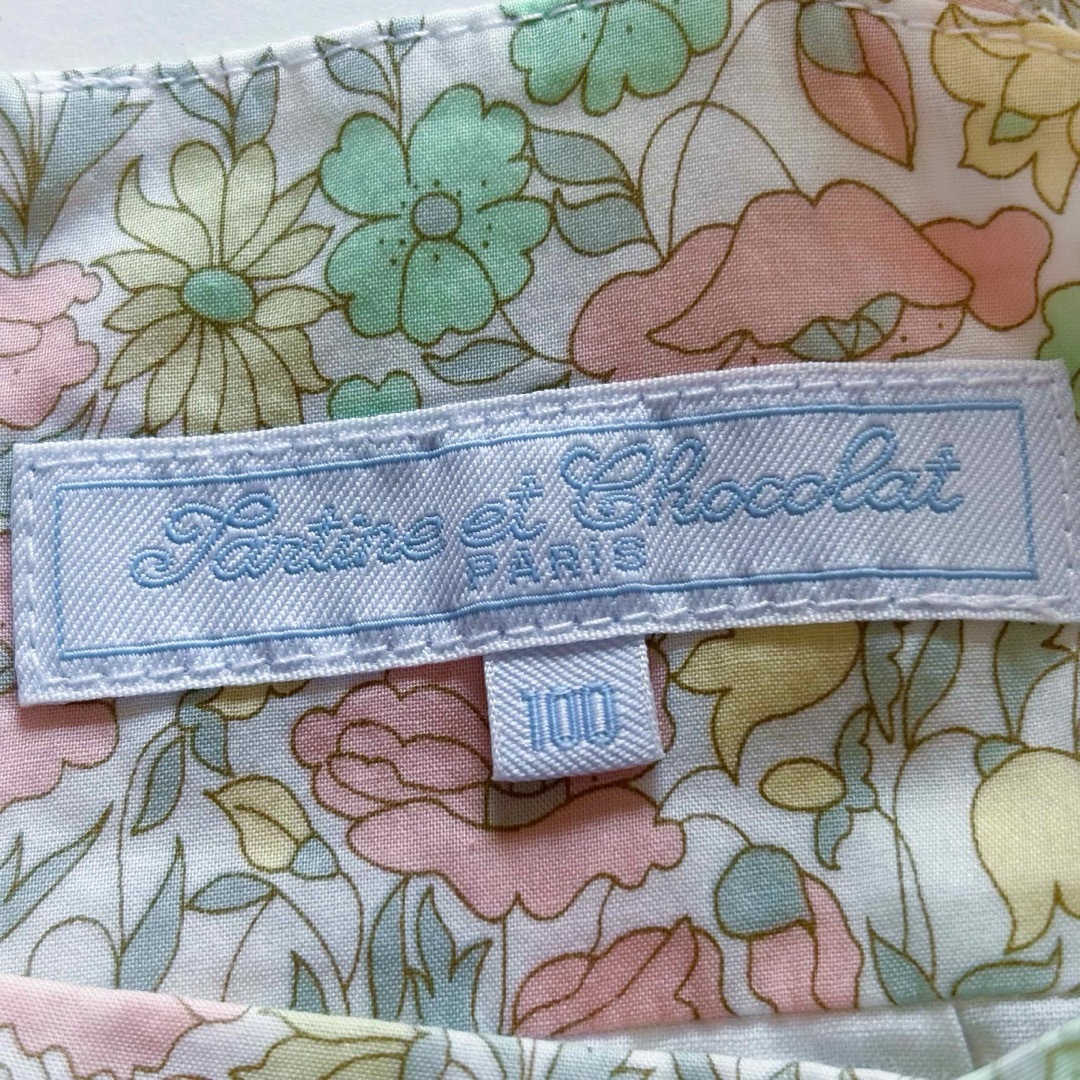 Tartine et Chocolat
PARIS
100